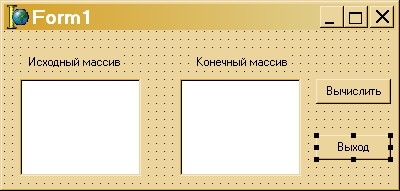 Form1
Исходный массив
Конечный массив
Вычислить
Выход